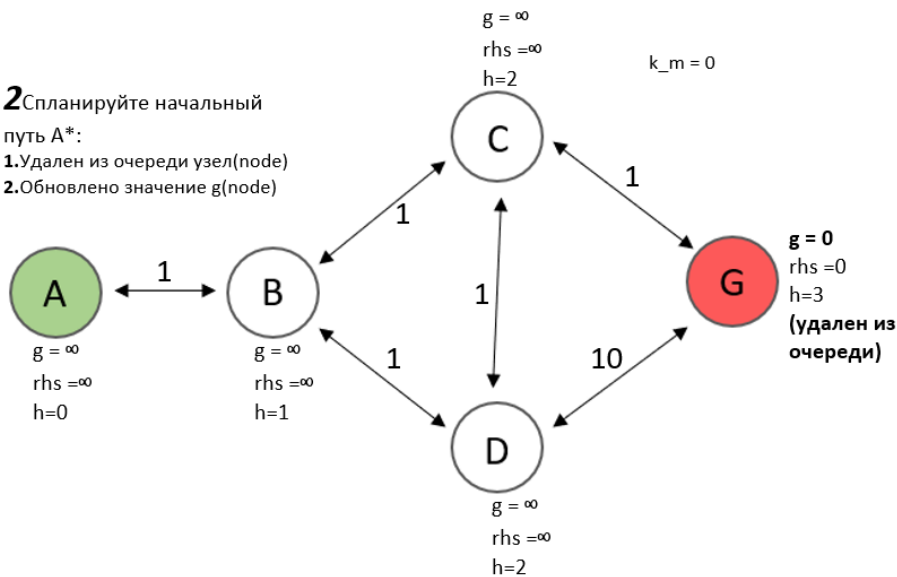 g = ∞
rhs =∞
h=2
k_m = 0
2Спланируйте начальный
путь A*:
1.Удален из очереди узел(node)
2.Обновлено значение g(node)
C
1
1
A
1
B
1
G
g = 0
rhs =0
h=3
(удален из
очереди)
g = ∞
rhs =∞
h=0
g = ∞
rhs =∞
h=1
1
10
D
g = ∞
rhs =∞
h=2